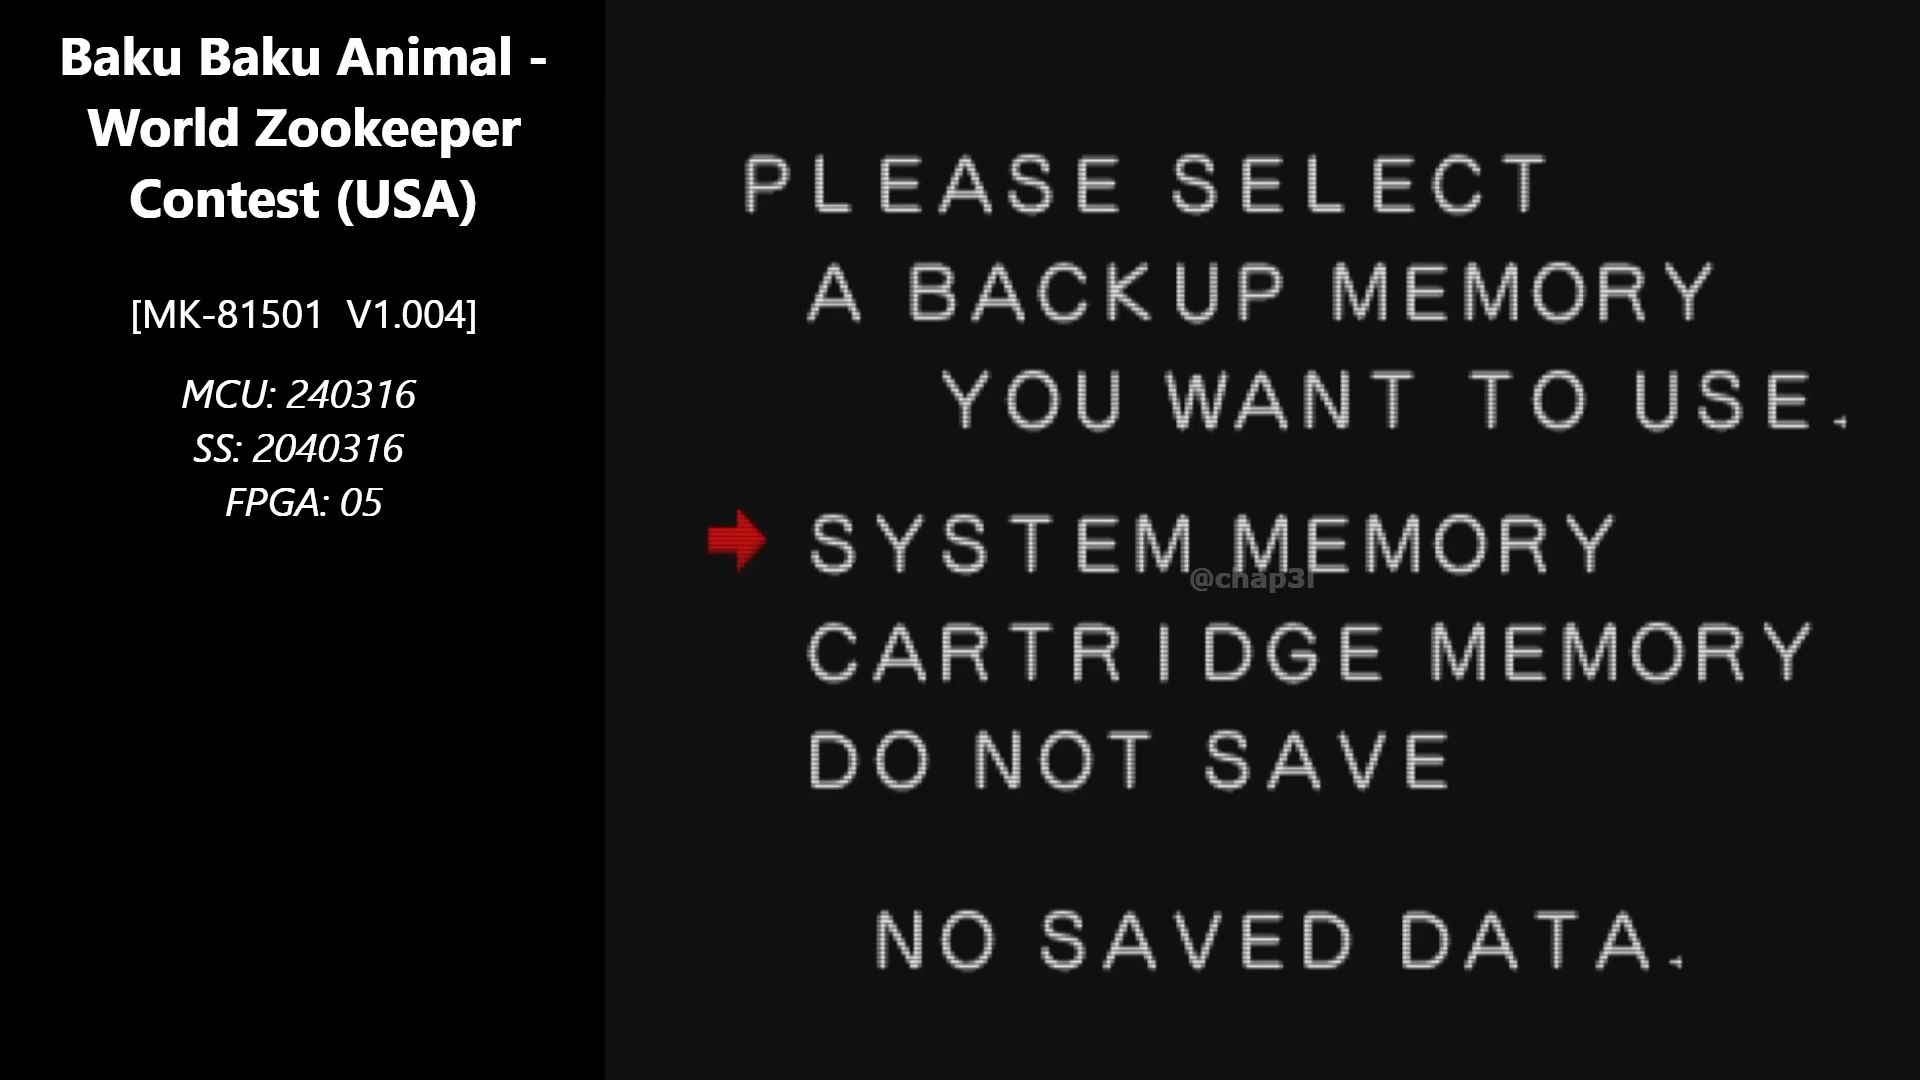 Baku Baku Animal -
World Zookeeper
Contest (USA)
[MK-81501 V1.004]
MCU: 240316
SS: 2040316
FPGA: 05
PLEASE SELECT
A BACKUP MEMORY
YOU WANT TO USE.
SYSTEM MEMORY
@chap3l
CARTRIDGE MEMORY
DO NOT SAVE
NO SAVED DATA.